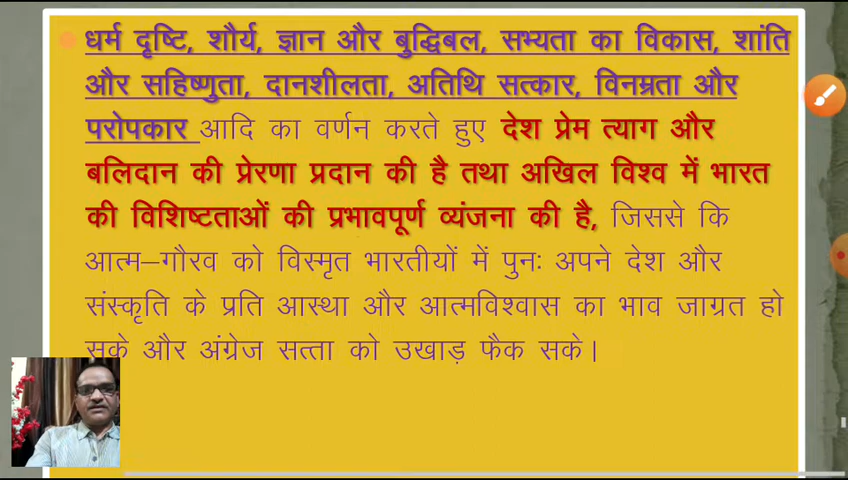 धर्म दृष्टि, शौर्य, ज्ञान और बुद्धिबल, सभ्यता का विकास, शांति
और सहिष्णुता, दानशीलता, अतिथि सत्कार, विनम्रता और
परोपकार आदि का वर्णन करते हुए देश प्रेम त्याग और
बलिदान की प्रेरणा प्रदान की है तथा अखिल विश्व में भारत
की विशिष्टताओं की प्रभावपूर्ण व्यंजना की है, जिससे कि
आत्म–गौरव को विस्मृत भारतीयों में पुनः अपने देश और
संस्कृति के प्रति आस्था और आत्मविश्वास का भाव जाग्रत हो
सके और अंग्रेज सत्ता को उखाड़ फैक सके।